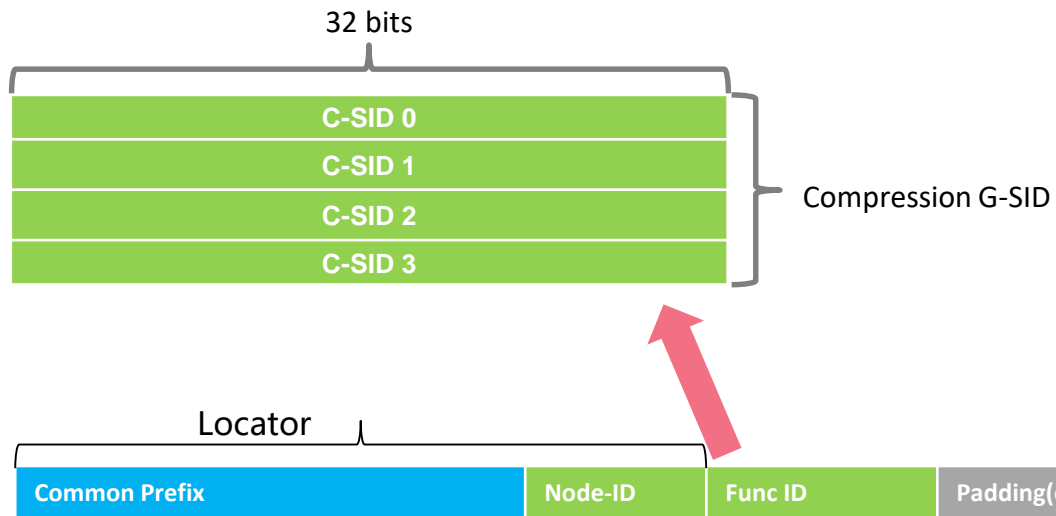 32 bits
C-SID 0
C-SID 1
C-SID 2
C-SID 3
Compression G-SID
Locator
Common Prefix Node-ID Func ID Padding(